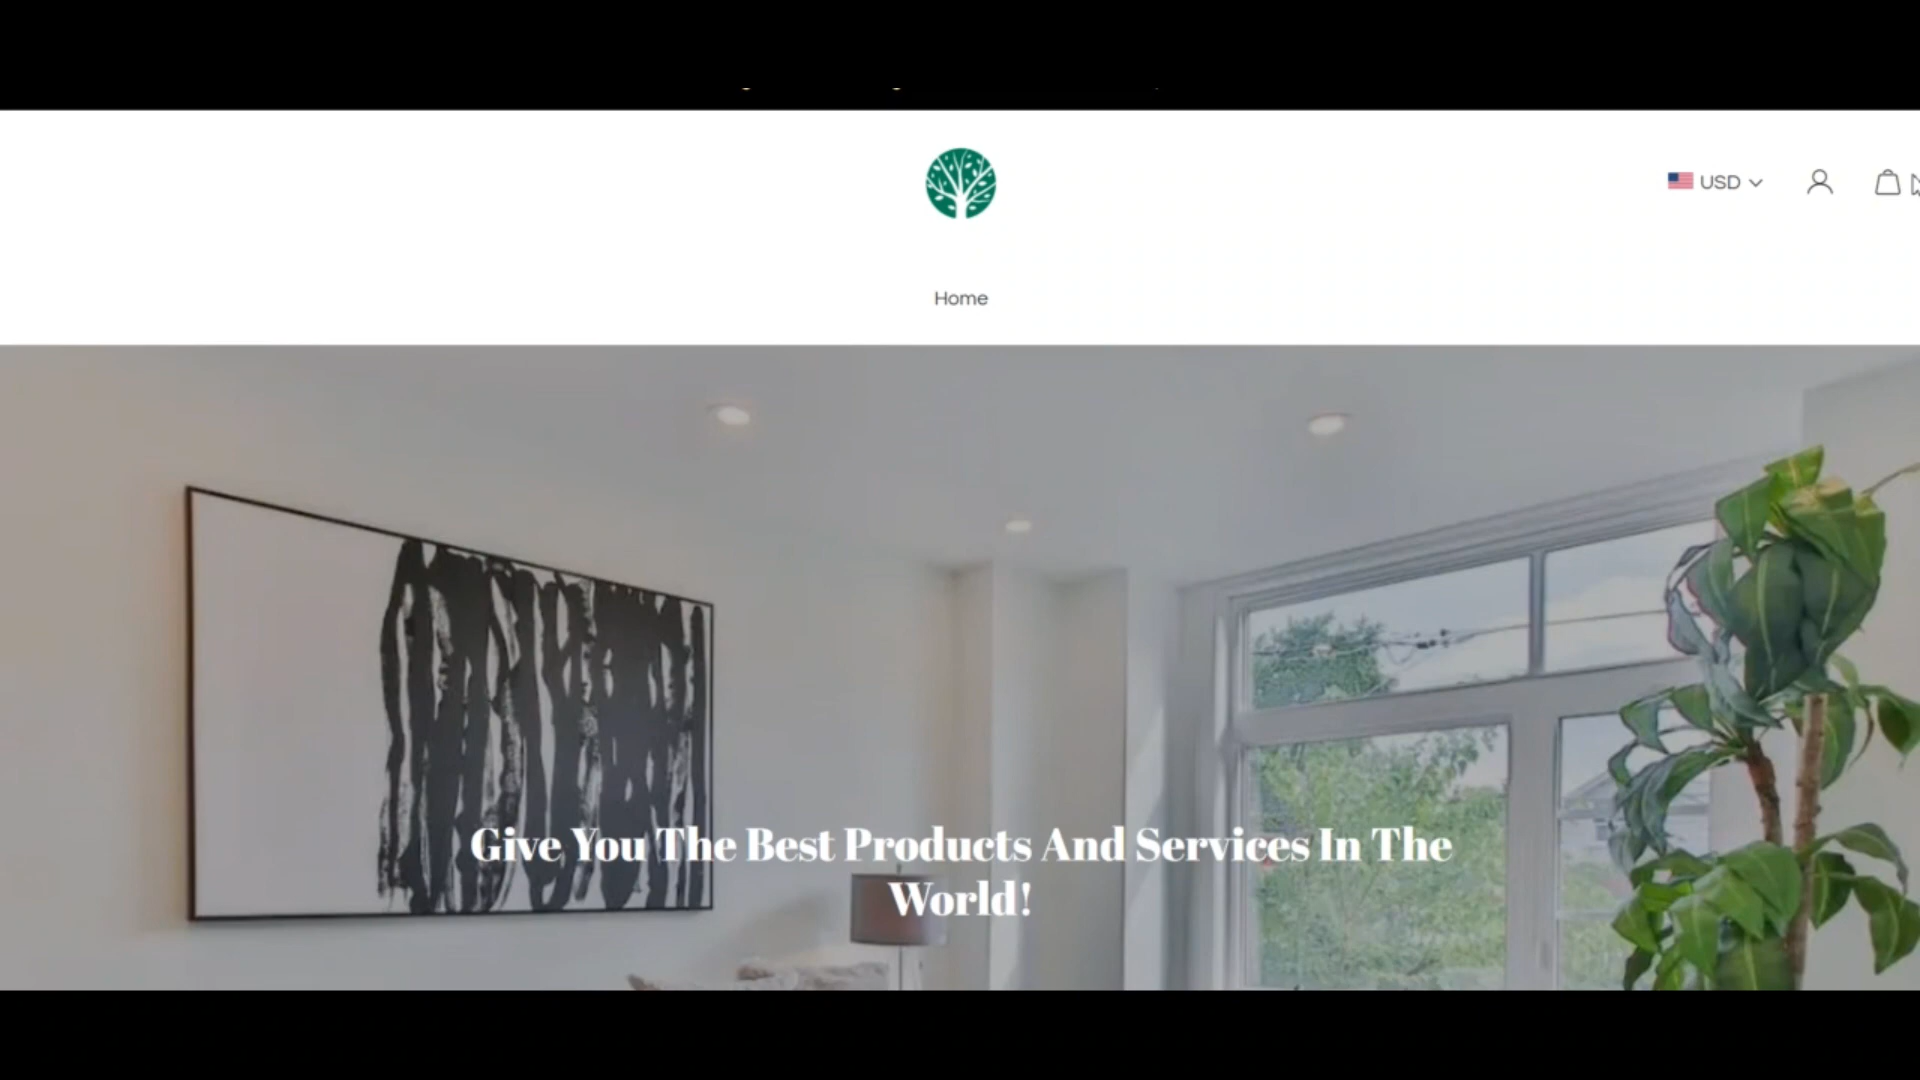 USD
Home
Give You The Best Products And Services In The
World!